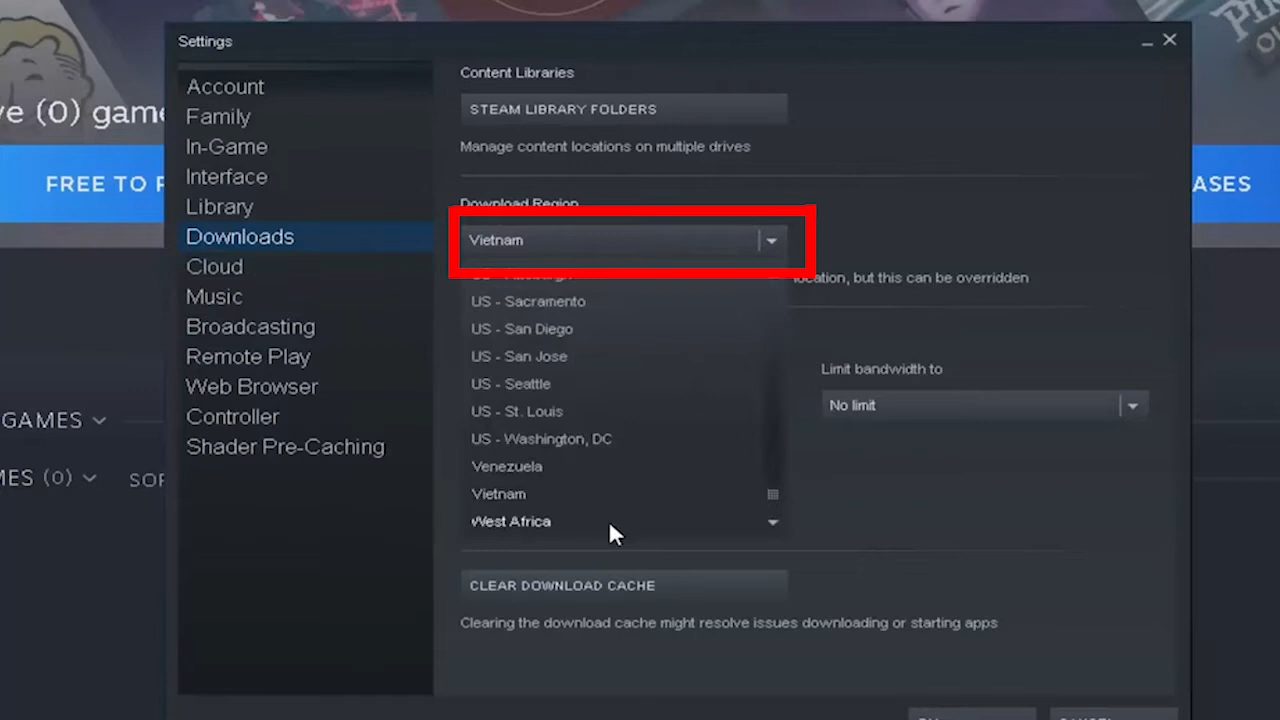 Settings
ve (0) game
FREE TO P
ASES
GAMES
MES (0)
SOR
Account
Family
In-Game
Interface
Library
Downloads
Cloud
Music
Broadcasting
Remote Play
Web Browser
Controller
Shader Pre-Caching
Content Libraries
STEAM LIBRARY FOLDERS
Manage content locations on multiple drives
Download Region
Vietnam
location, but this can be overridden
US - Sacramento
US - San Diego
US - San Jose
US - Seattle
US - St. Louis
US - Washington, DC
Venezuela
Vietnam
West Africa
Limit bandwidth to
No limit
CLEAR DOWNLOAD CACHE
Clearing the download cache might resolve issues downloading or starting apps